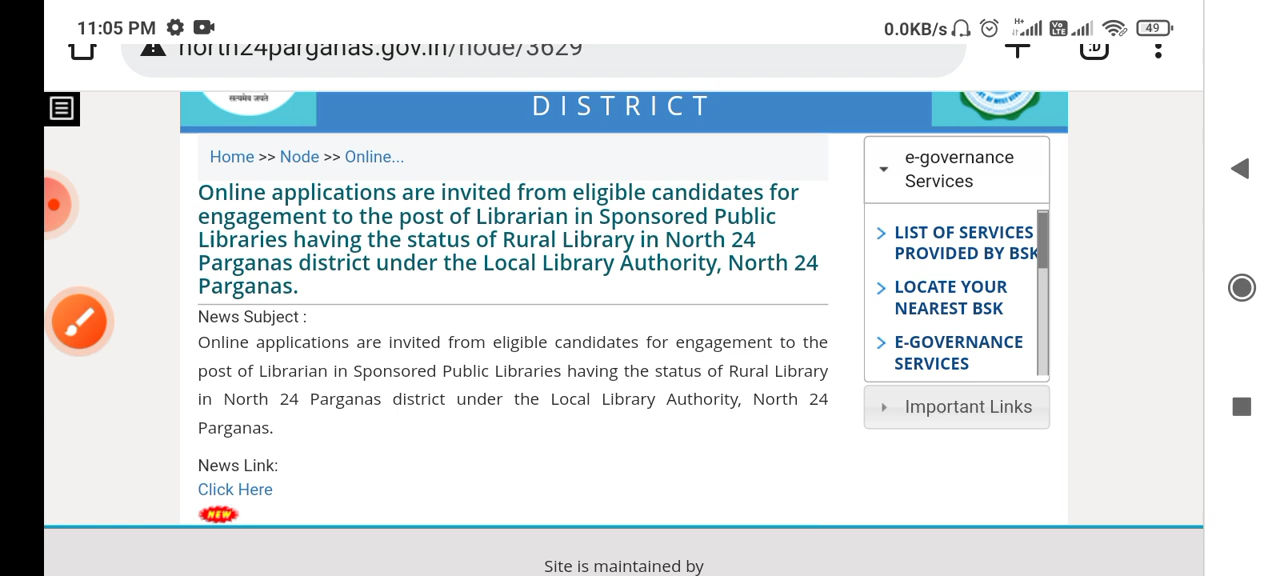 11:05 PM 0.0KB/s H+ Vo LTE 49
north24parganas.gov.in/node/3629 :D
सत्यमेव जयते
DISTRICT
Home >> Node >> Online...
Online applications are invited from eligible candidates for
engagement to the post of Librarian in Sponsored Public
Libraries having the status of Rural Library in North 24
Parganas district under the Local Library Authority, North 24
Parganas.
News Subject :
Online applications are invited from eligible candidates for engagement to the
post of Librarian in Sponsored Public Libraries having the status of Rural Library
in North 24 Parganas district under the Local Library Authority, North 24
Parganas.
News Link:
Click Here
NEW
e-governance
Services
LIST OF SERVICES
PROVIDED BY BSK
LOCATE YOUR
NEAREST BSK
E-GOVERNANCE
SERVICES
Important Links
Site is maintained by